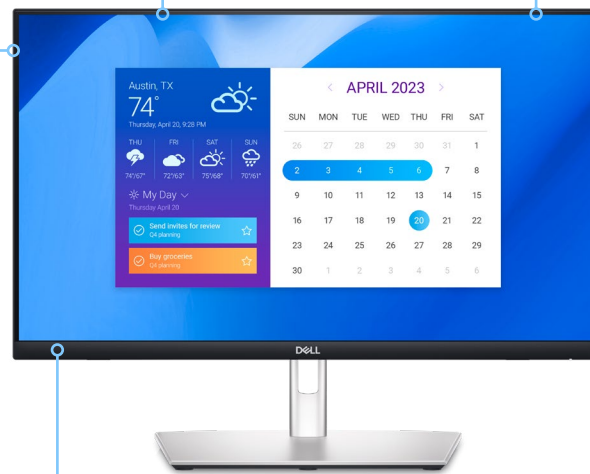 Austin, TX
74°
Thursday, April 20, 9:28 PM
THU FRI SAT SUN
74°/67° 72°/63° 75°/68° 70°/61°
My Day
Thursday April 20
Send invites for review
Q4 planning
Buy groceries
Q4 planning
< APRIL 2023 >
SUN MON TUE WED THU FRI SAT
26 27 28 29 30 31 1
2 3 4 5 6 7 8
9 10 11 12 13 14 15
16 17 18 19 20 21 22
23 24 25 26 27 28 29
30 1 2 3 4 5 6
DELL